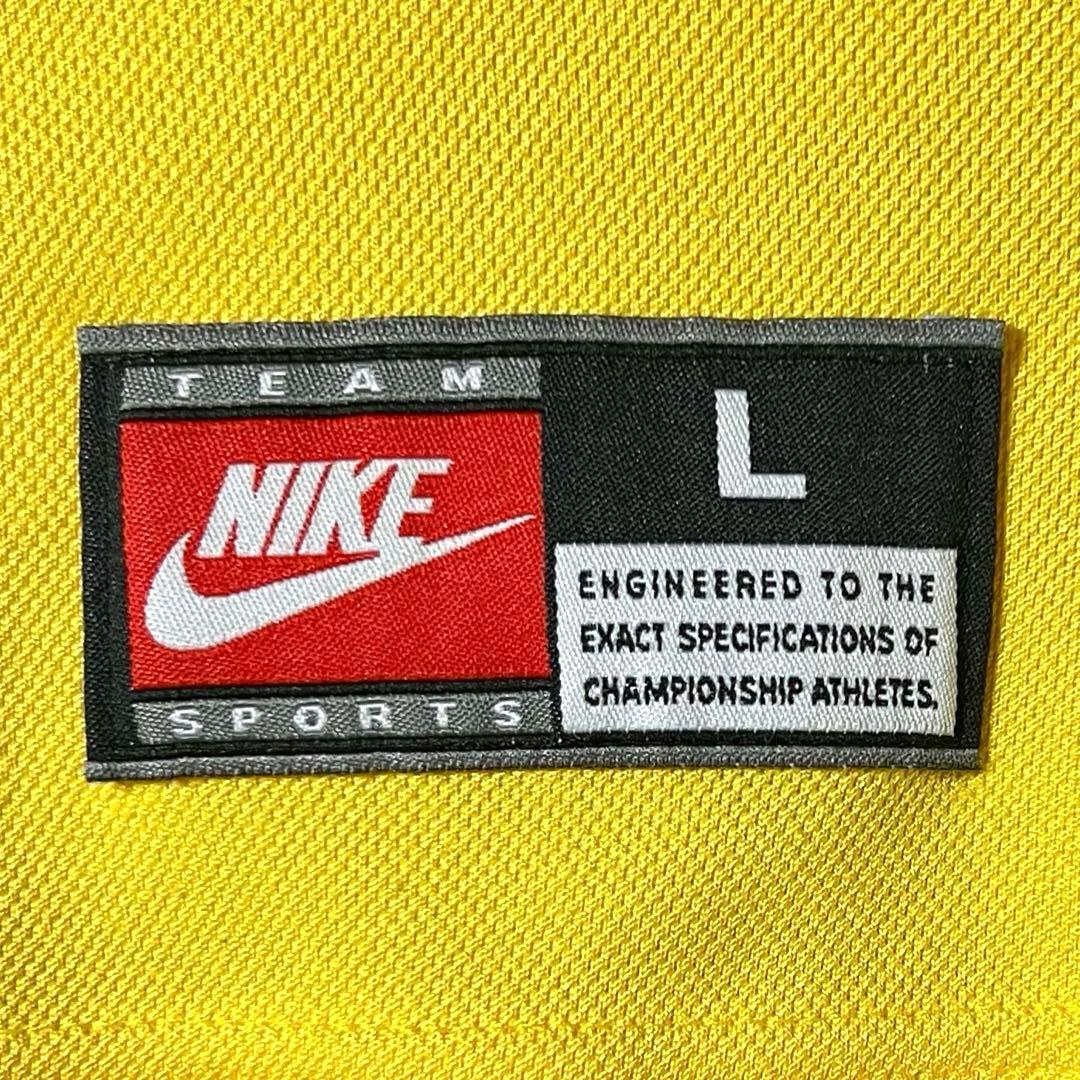 TEAM
NIKE
SPORTS
L
ENGINEERED TO THE
EXACT SPECIFICATIONS OF
CHAMPIONSHIP ATHLETES.